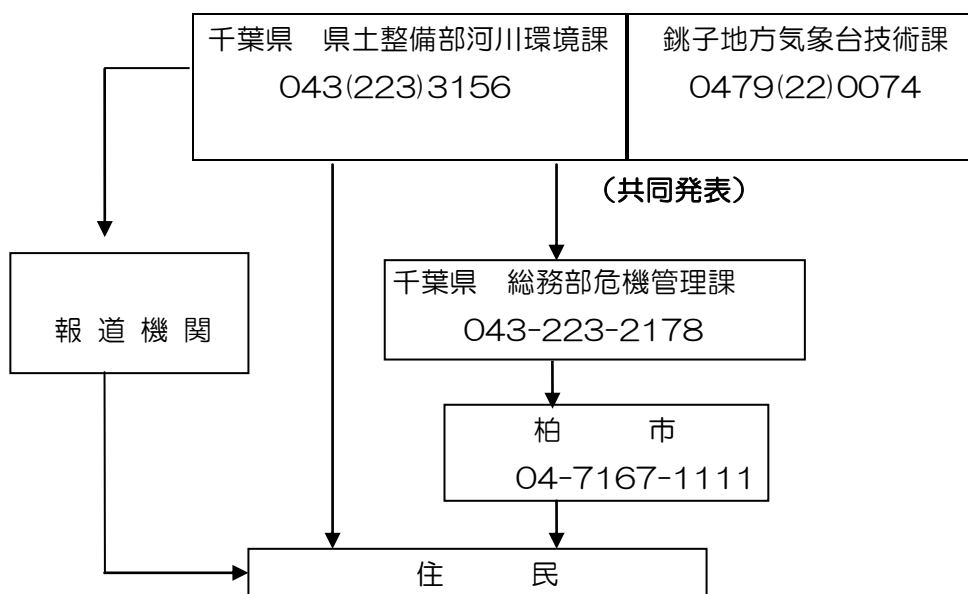 千葉県　県土整備部河川環境課
043(223)3156
銚子地方気象台技術課
0479(22)0074
（共同発表）
千葉県　総務部危機管理課
043-223-2178
報 道 機 関
柏　　　市
04-7167-1111
住　　　民